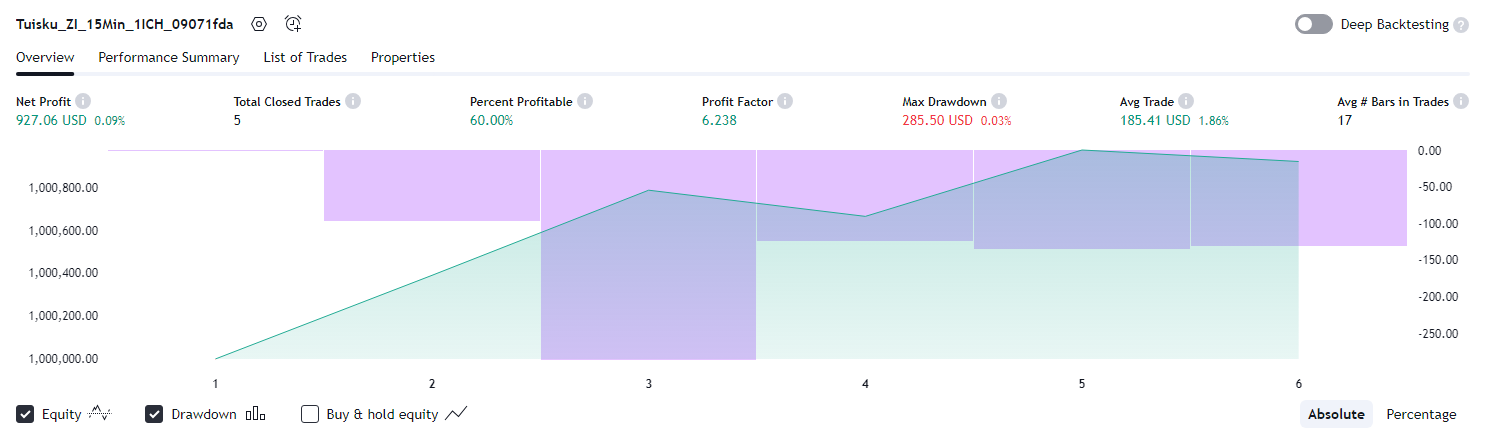 Tuisku_ZI_15Min_1ICH_09071fda
Deep Backtesting ?
Overview Performance Summary List of Trades Properties
Net Profit Total Closed Trades Percent Profitable Profit Factor Max Drawdown Avg Trade Avg # Bars in Trades
927.06 USD 0.09% 5 60.00% 6.238 285.50 USD 0.03% 185.41 USD 1.86% 17
0.00
1,000,800.00 -50.00
1,000,600.00 -100.00
1,000,400.00 -150.00
1,000,200.00 -200.00
-250.00
1,000,000.00
1 2 3 4 5 6
Equity Drawdown Buy & hold equity Absolute Percentage